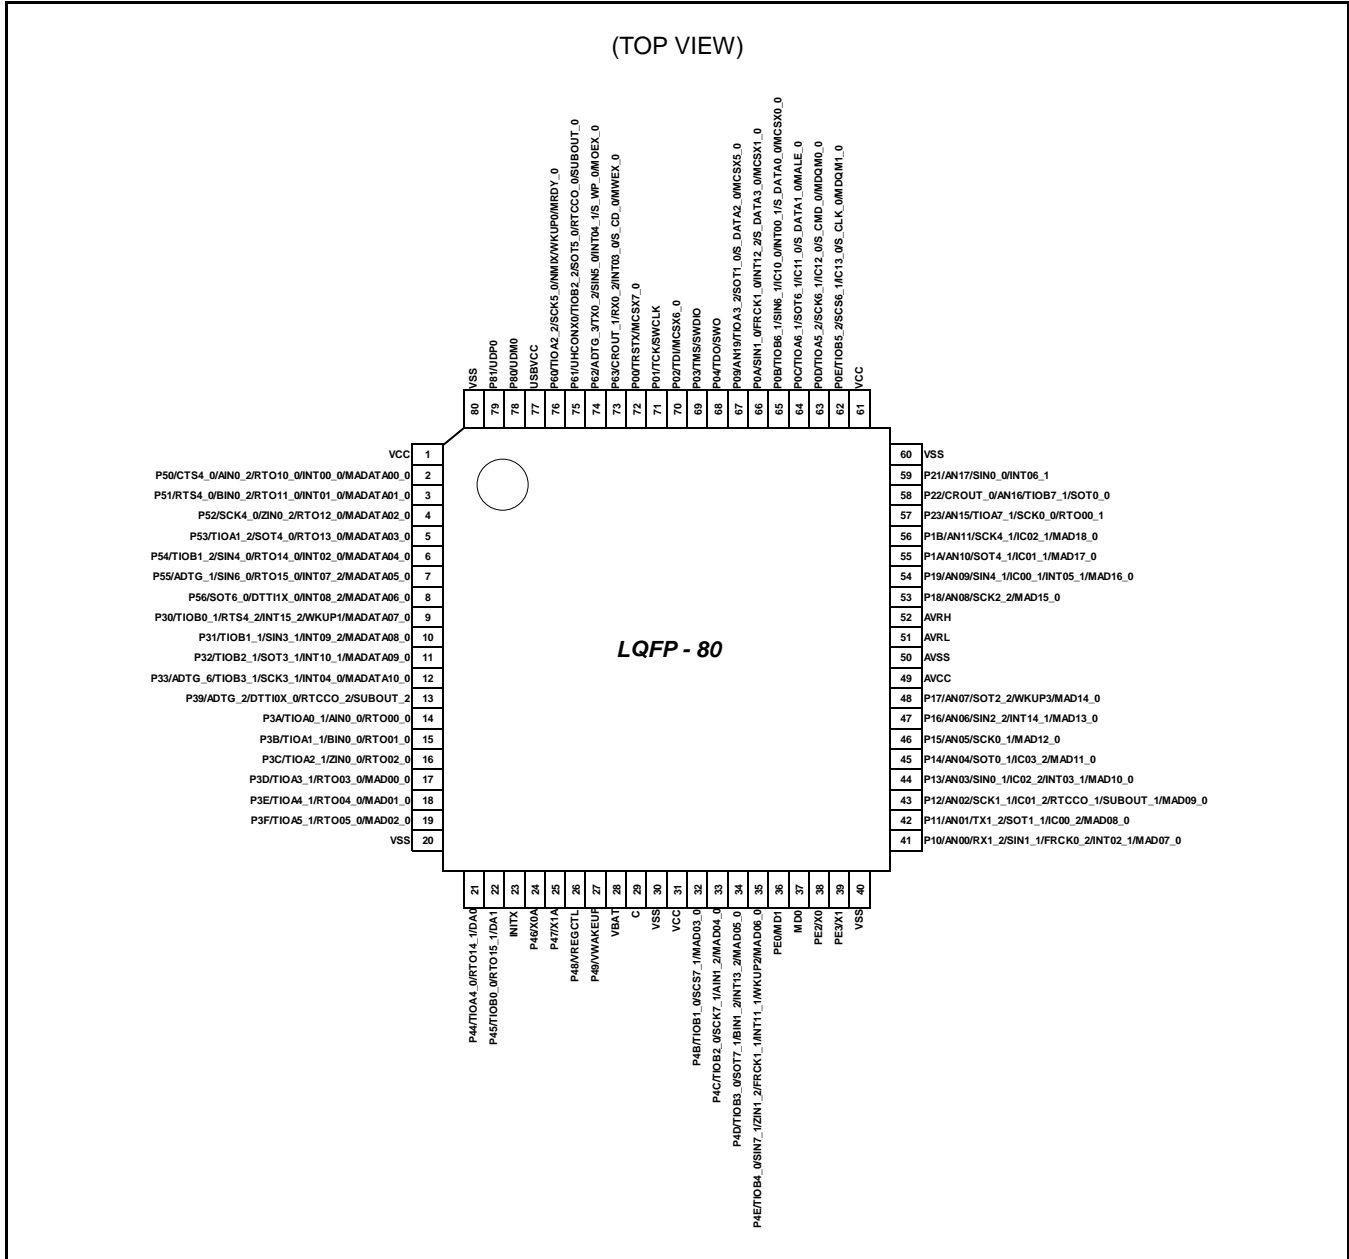 (TOP VIEW)
VSS
P81/UDP0
P80/UDM0
USBVCC
P60/TIOA2_2/SCK5_0/NMIX/WKUP0/MRDY_0
P61/UHCONX0/TIOB2_2/SOT5_0/RTCCO_0/SUBOUT_0
P62/ADTG_3/TX0_2/SIN5_0/INT04_1/S_WP_0/MOEX_0
P63/CROUT_1/RX0_2/INT03_0/S_CD_0/MWEX_0
P00/TRSTX/MCSX7_0
P01/TCK/SWCLK
P02/TDI/MCSX6_0
P03/TMS/SWDIO
P04/TDO/SWO
P09/AN19/TIOA3_2/SOT1_0/S_DATA2_0/MCSX5_0
P0A/SIN1_0/FRCK1_0/INT12_2/S_DATA3_0/MCSX1_0
P0B/TIOB6_1/SIN6_1/IC10_0/INT00_1/S_DATA0_0/MCSX0_0
P0C/TIOA6_1/SOT6_1/IC11_0/S_DATA1_0/MALE_0
P0D/TIOA5_2/SCK6_1/IC12_0/S_CMD_0/MDQM0_0
P0E/TIOB5_2/SCS6_1/IC13_0/S_CLK_0/MDQM1_0
VCC
80 79 78 77 76 75 74 73 72 71 70 69 68 67 66 65 64 63 62 61
VCC 1
P50/CTS4_0/AIN0_2/RTO10_0/INT00_0/MADATA00_0 2
P51/RTS4_0/BIN0_2/RTO11_0/INT01_0/MADATA01_0 3
P52/SCK4_0/ZIN0_2/RTO12_0/MADATA02_0 4
P53/TIOA1_2/SOT4_0/RTO13_0/MADATA03_0 5
P54/TIOB1_2/SIN4_0/RTO14_0/INT02_0/MADATA04_0 6
P55/ADTG_1/SIN6_0/RTO15_0/INT07_2/MADATA05_0 7
P56/SOT6_0/DTTI1X_0/INT08_2/MADATA06_0 8
P30/TIOB0_1/RTS4_2/INT15_2/WKUP1/MADATA07_0 9
P31/TIOB1_1/SIN3_1/INT09_2/MADATA08_0 10
P32/TIOB2_1/SOT3_1/INT10_1/MADATA09_0 11
P33/ADTG_6/TIOB3_1/SCK3_1/INT04_0/MADATA10_0 12
P39/ADTG_2/DTTI0X_0/RTCCO_2/SUBOUT_2 13
P3A/TIOA0_1/AIN0_0/RTO00_0 14
P3B/TIOA1_1/BIN0_0/RTO01_0 15
P3C/TIOA2_1/ZIN0_0/RTO02_0 16
P3D/TIOA3_1/RTO03_0/MAD00_0 17
P3E/TIOA4_1/RTO04_0/MAD01_0 18
P3F/TIOA5_1/RTO05_0/MAD02_0 19
VSS 20
LQFP - 80
60 VSS
59 P21/AN17/SIN0_0/INT06_1
58 P22/CROUT_0/AN16/TIOB7_1/SOT0_0
57 P23/AN15/TIOA7_1/SCK0_0/RTO00_1
56 P1B/AN11/SCK4_1/IC02_1/MAD18_0
55 P1A/AN10/SOT4_1/IC01_1/MAD17_0
54 P19/AN09/SIN4_1/IC00_1/INT05_1/MAD16_0
53 P18/AN08/SCK2_2/MAD15_0
52 AVRH
51 AVRL
50 AVSS
49 AVCC
48 P17/AN07/SOT2_2/WKUP3/MAD14_0
47 P16/AN06/SIN2_2/INT14_1/MAD13_0
46 P15/AN05/SCK0_1/MAD12_0
45 P14/AN04/SOT0_1/IC03_2/MAD11_0
44 P13/AN03/SIN0_1/IC02_2/INT03_1/MAD10_0
43 P12/AN02/SCK1_1/IC01_2/RTCCO_1/SUBOUT_1/MAD09_0
42 P11/AN01/TX1_2/SOT1_1/IC00_2/MAD08_0
41 P10/AN00/RX1_2/SIN1_1/FRCK0_2/INT02_1/MAD07_0
21 22 23 24 25 26 27 28 29 30 31 32 33 34 35 36 37 38 39 40
P44/TIOA4_0/RTO14_1/DA0
P45/TIOB0_0/RTO15_1/DA1
INITX
P46/X0A
P47/X1A
P48/VREGCTL
P49/VWAKEUP
VBAT
C
VSS
VCC
P4B/TIOB1_0/SCS7_1/MAD03_0
P4C/TIOB2_0/SCK7_1/AIN1_2/MAD04_0
P4D/TIOB3_0/SOT7_1/BIN1_2/INT13_2/MAD05_0
P4E/TIOB4_0/SIN7_1/ZIN1_2/FRCK1_1/INT11_1/WKUP2/MAD06_0
PE0/MD1
MD0
PE2/X0
PE3/X1
VSS